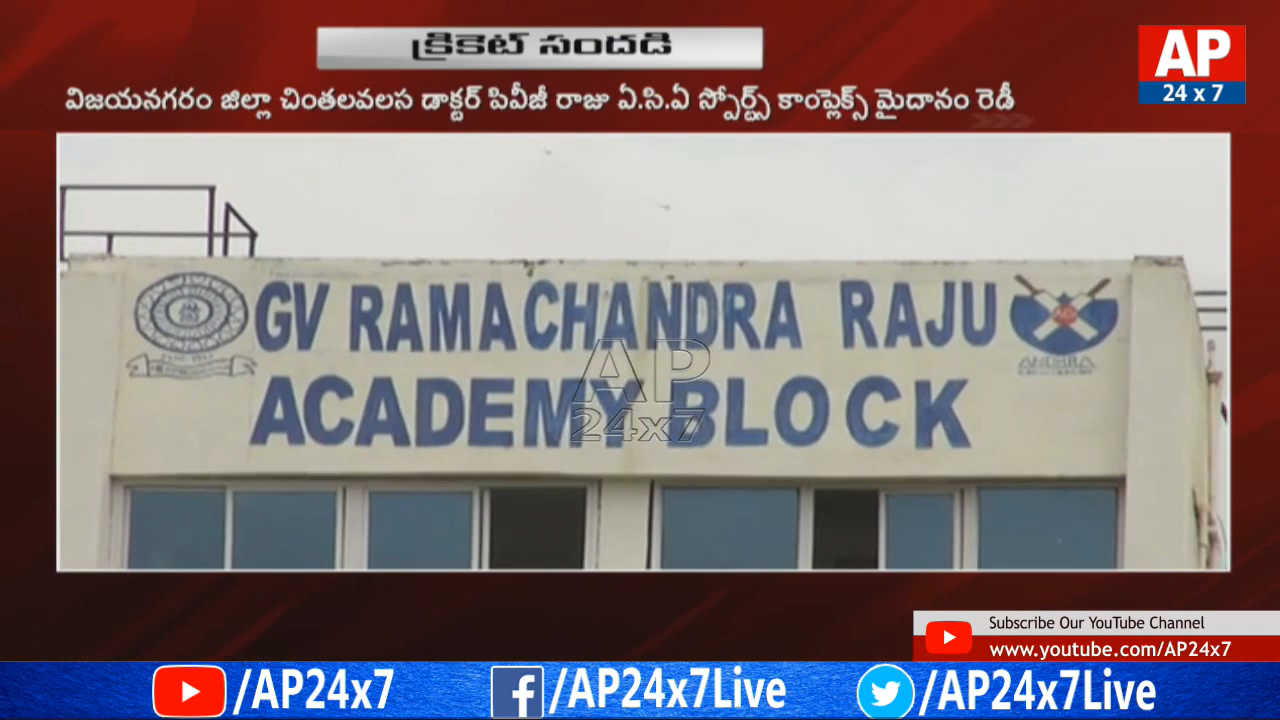 క్రికెట్ సందడి
AP
24 x 7
విజయనగరం జిల్లా చింతలవలస డాక్టర్ పివీజీ రాజు ఏ.సి.ఏ స్పోర్ట్స్ కాంప్లెక్స్ మైదానం రెడీ
GV RAMACHANDRA RAJU
ANDHRA
ACADEMY BLOCK
AP
24x7
Subscribe Our YouTube Channel
www.youtube.com/AP24x7
/AP24x7
/AP24x7Live
/AP24x7Live